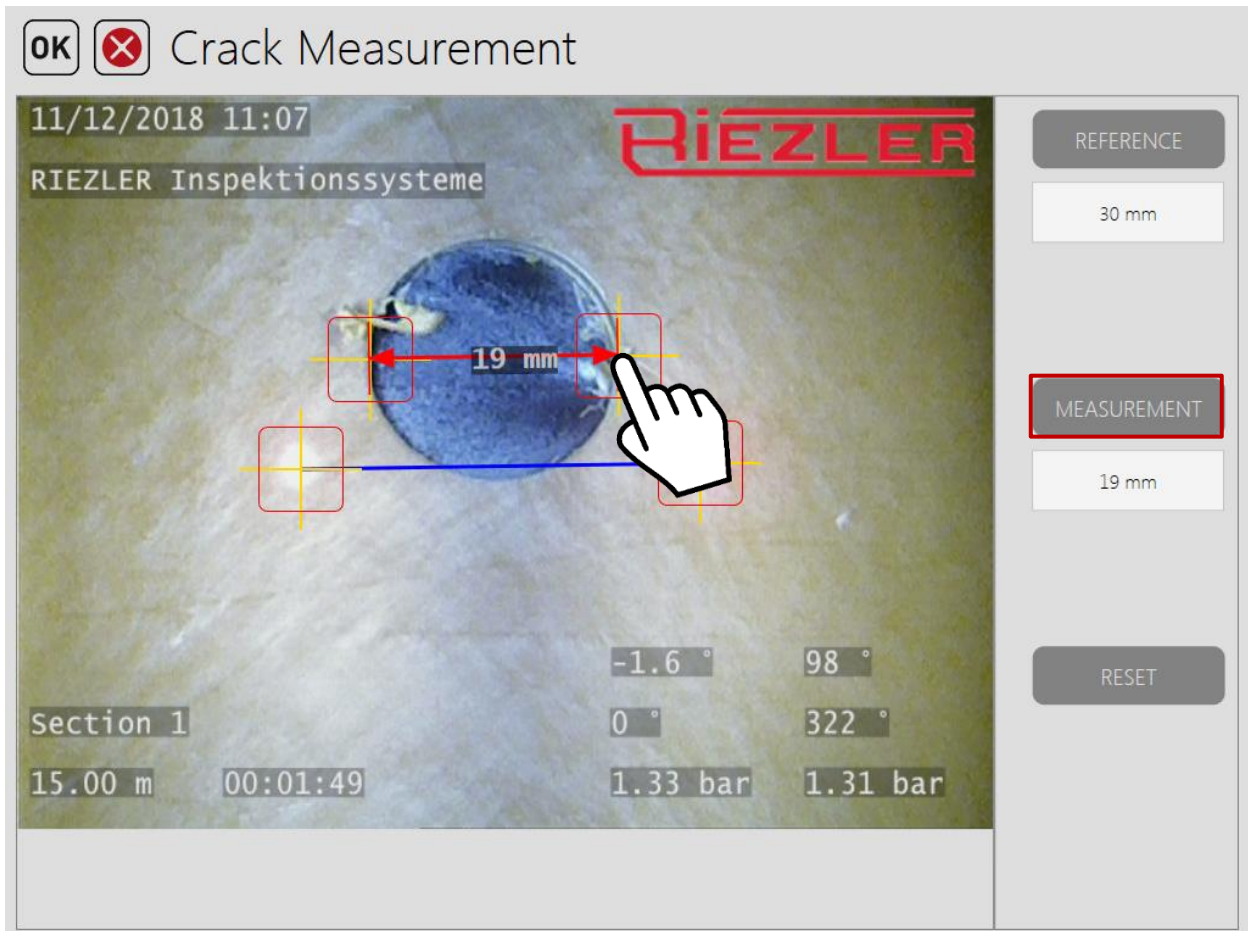 OK Crack Measurement
11/12/2018 11:07
RIEZLER
RIEZLER Inspektionssysteme
19 mm
-1.6 ° 98 °
Section 1 0 ° 322 °
15.00 m 00:01:49 1.33 bar 1.31 bar
REFERENCE
30 mm
MEASUREMENT
19 mm
RESET